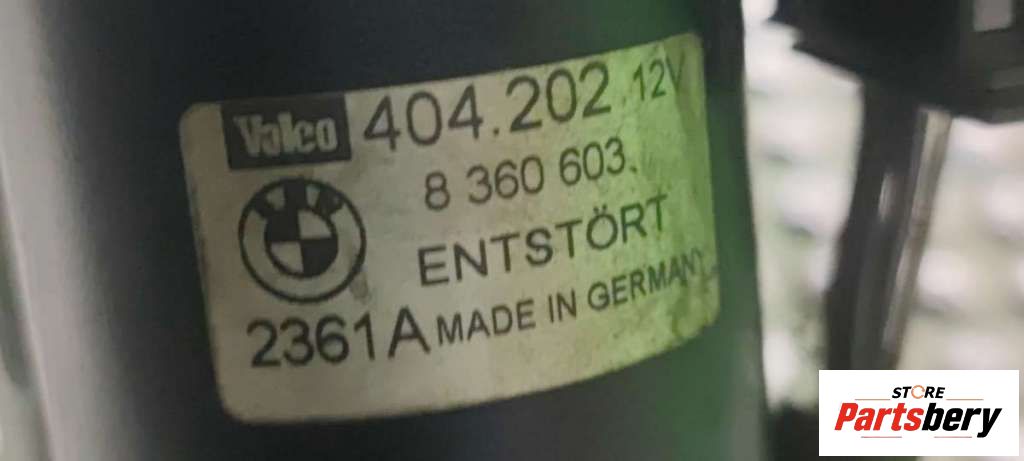 Valeo 404.202 12V
8 360 603.
ENTSTÖRT
2361A MADE IN GERMANY
STORE
Partsbery